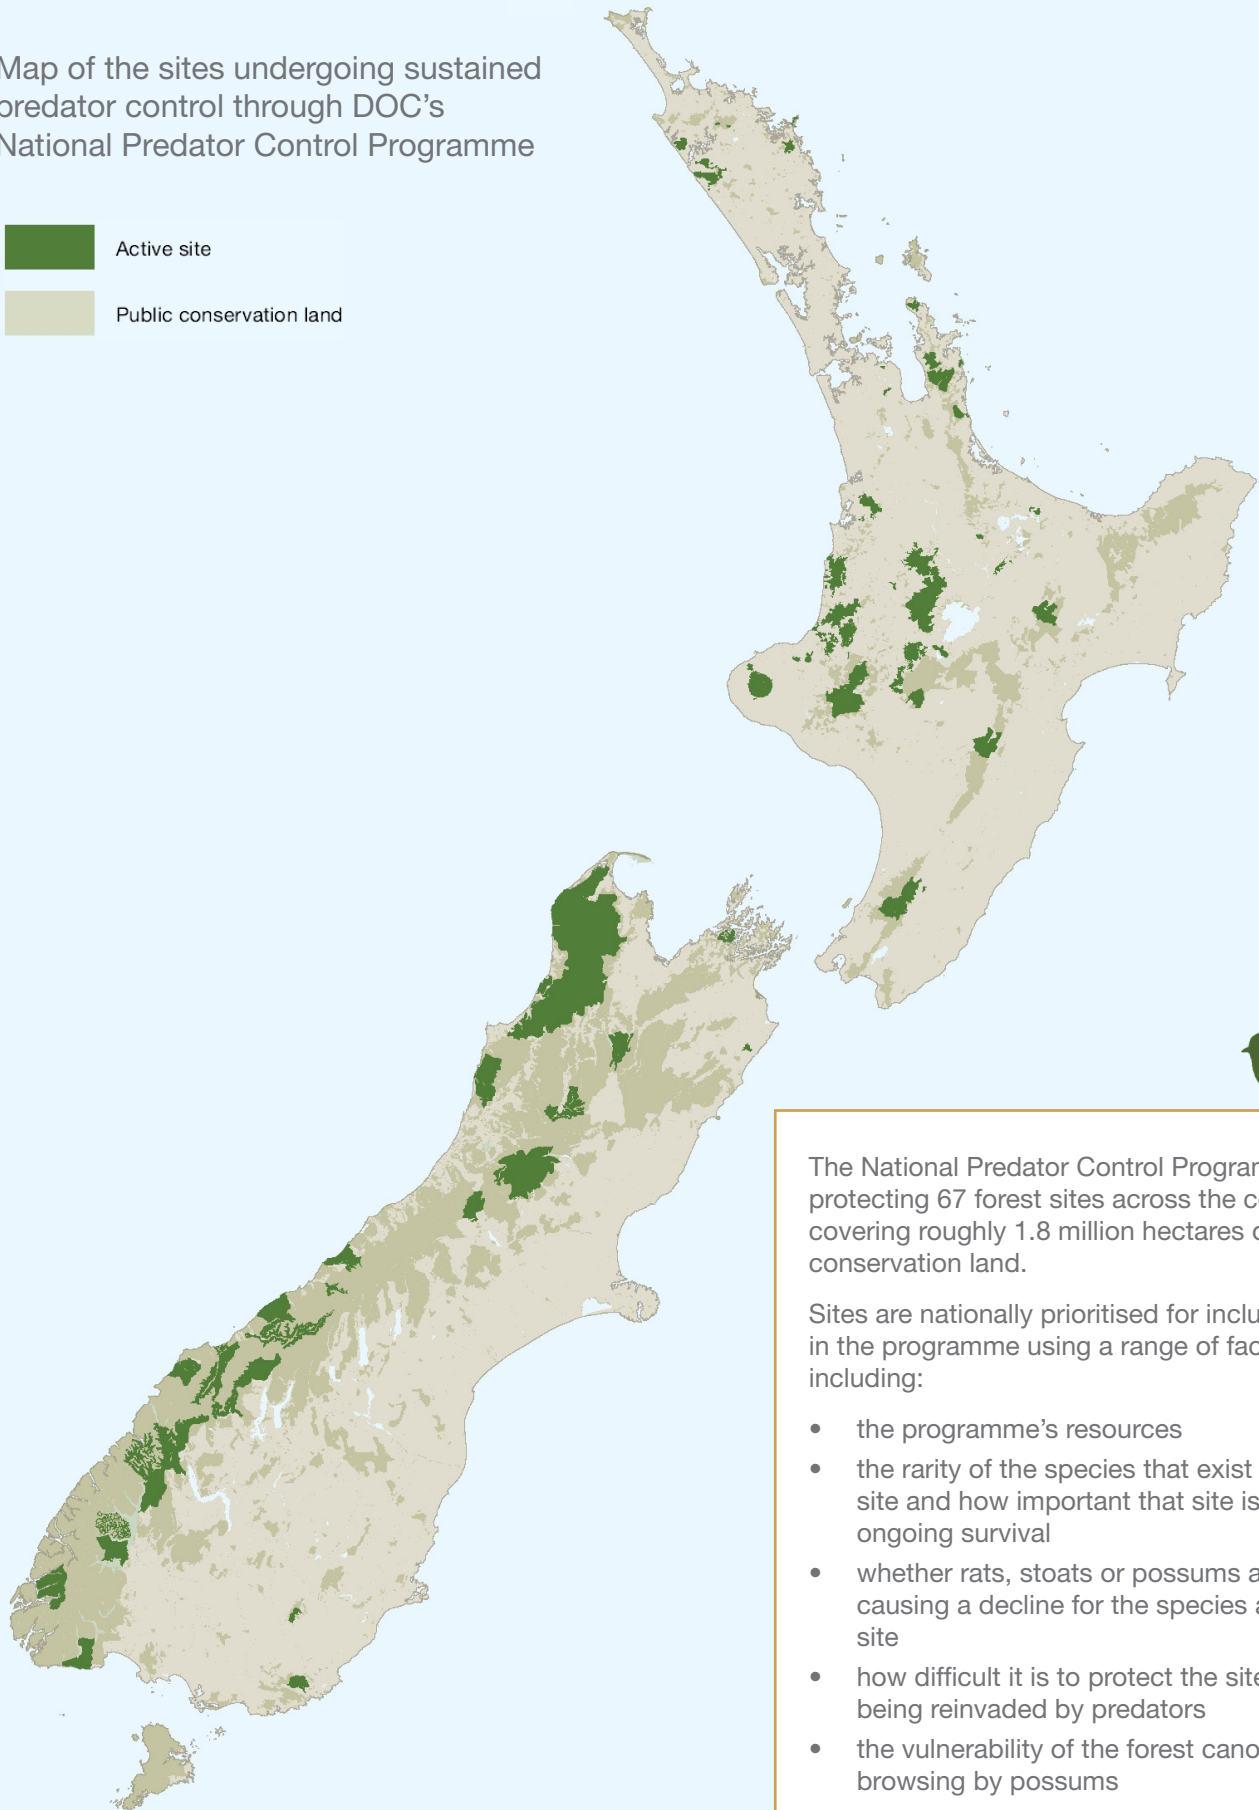 Map of the sites undergoing sustained
predator control through DOC's
National Predator Control Programme
Active site
Public conservation land
The National Predator Control
protecting 67 forest sites across the
covering roughly 1.8 million hectares
conservation land.
Sites are nationally prioritised for
in the programme using a range of
including:
• the programme's resources
• the rarity of the species that exist
site and how important that site is
ongoing survival
• whether rats, stoats or possums
causing a decline for the species
site
• how difficult it is to protect the site
being reinvaded by predators
• the vulnerability of the forest
browsing by possums